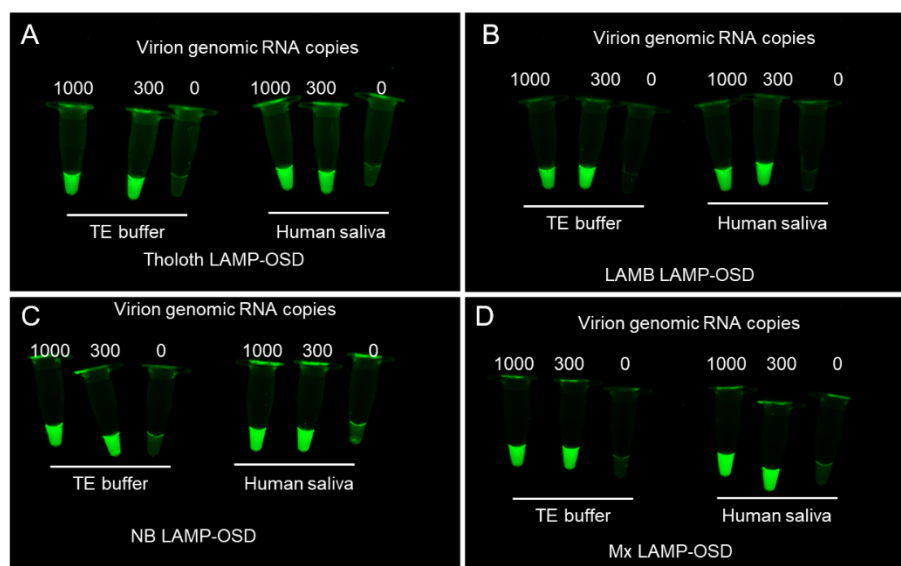 A
Virion genomic RNA copies
1000 300 0 1000 300 0
TE buffer Human saliva
Tholoth LAMP-OSD
B
Virion genomic RNA copies
1000 300 0 1000 300 0
TE buffer Human saliva
LAMB LAMP-OSD
C
Virion genomic RNA copies
1000 300 0 1000 300 0
TE buffer Human saliva
NB LAMP-OSD
D
Virion genomic RNA copies
1000 300 0 1000 300 0
TE buffer Human saliva
Mx LAMP-OSD